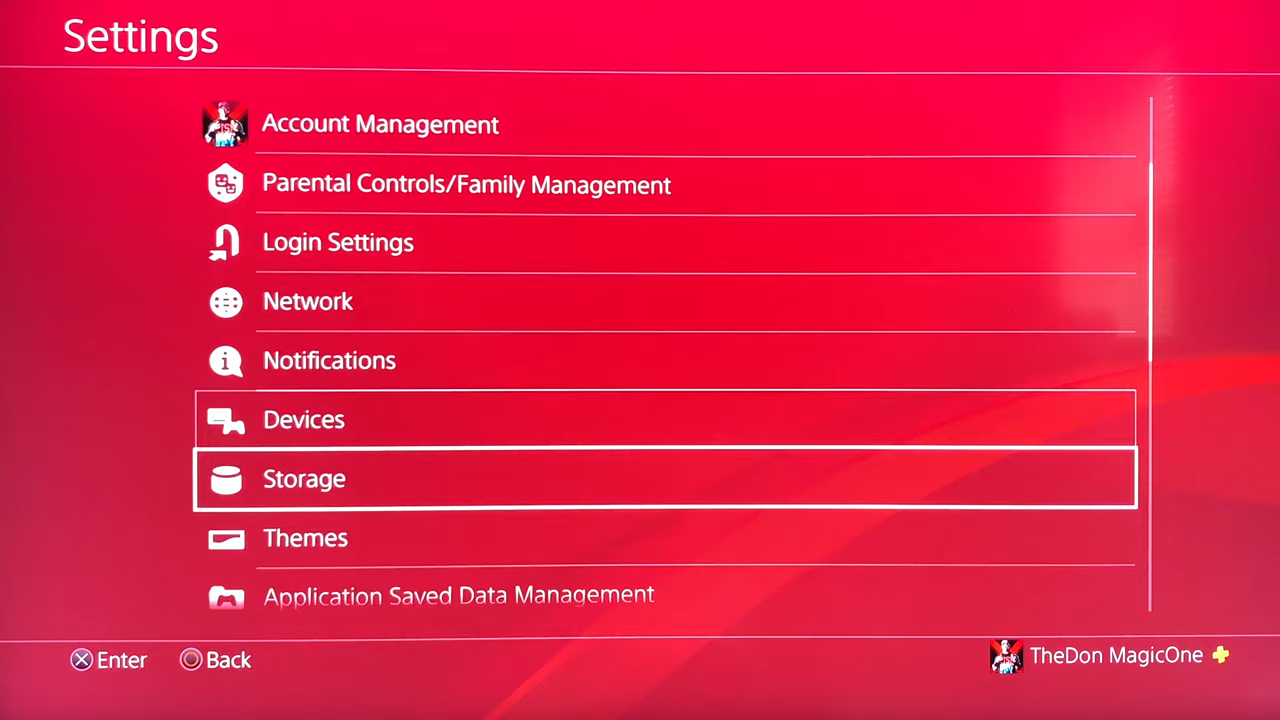 Settings
Account Management
Parental Controls/Family Management
Login Settings
Network
Notifications
Devices
Storage
Themes
Application Saved Data Management
Enter
Back
TheDon MagicOne